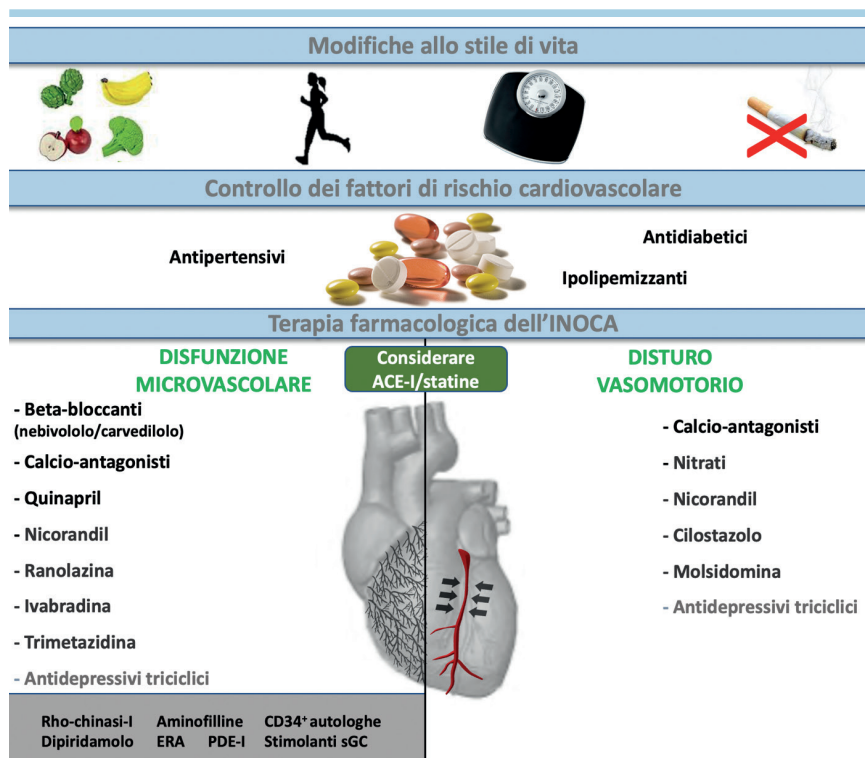 Modifiche allo stile di vita
Controllo dei fattori di rischio cardiovascolare
Antipertensivi
Antidiabetici
Ipolipemizzanti
Terapia farmacologica dell'INOCA
DISFUNZIONE
MICROVASCOLARE
Considerare
ACE-I/statine
DISTURO
VASOMOTORIO
- Beta-bloccanti
(nebivololo/carvedilolo)
- Calcio-antagonisti
- Quinapril
- Nicorandil
- Ranolazina
- Ivabradina
- Trimetazidina
- Antidepressivi triciclici
- Calcio-antagonisti
- Nitrati
- Nicorandil
- Cilostazolo
- Molsidomina
- Antidepressivi triciclici
Rho-chinasi-I Aminofilline CD34⁺ autologhe
Dipiridamolo ERA PDE-I Stimolanti sGC